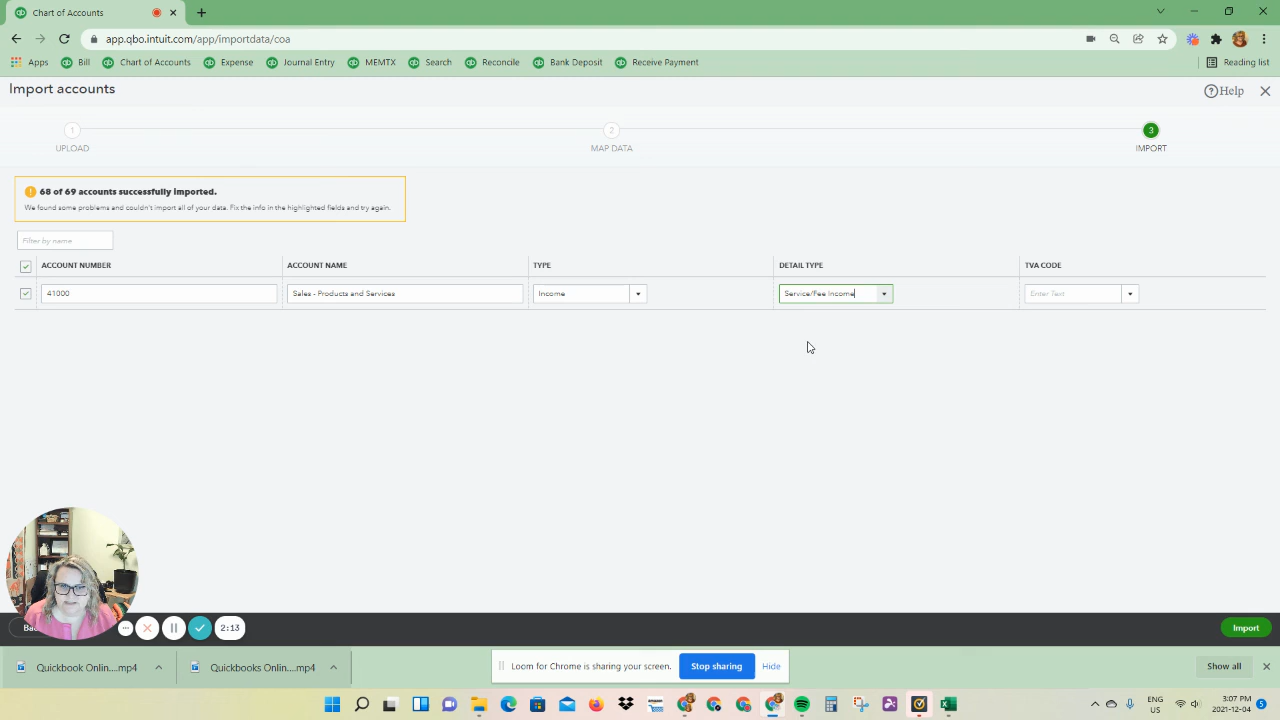 Chart of Accounts
app.qbo.intuit.com/app/importdata/coa
Apps Bill Chart of Accounts Expense Journal Entry MEMTX Search Reconcile Bank Deposit Receive Payment Reading list
Import accounts
Help
1 2 3
UPLOAD MAP DATA IMPORT
68 of 69 accounts successfully imported.
We found some problems and couldn't import all of your data. Fix the info in the highlighted fields and try again.
Filter by name
ACCOUNT NUMBER ACCOUNT NAME TYPE DETAIL TYPE TVA CODE
41000 Sales - Products and Services Income Service/Fee Income Enter Text
2:13
Import
Quickbook Onlin....mp4 Quickbooks Onlin....mp4 Loom for Chrome is sharing your screen. Stop sharing Hide Show all
ENG
US
3:07 PM
2021-12-04
5